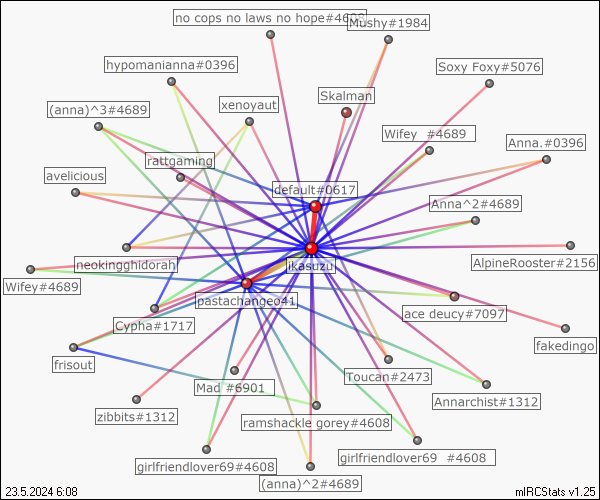 no cops no laws no hope#4608
Mushy#1984
hypomanianna#0396
Soxy Foxy#5076
xenoyaut
Skalman
(anna)^3#4689
Wifey #4689
Anna.#0396
rattgaming
avelicious
default#0617
Anna^2#4689
neokingghidorah
jkasuzu
AlpineRooster#2156
Wifey#4689
pastachangeo41
ace deucy#7097
Cypha#1717
fakedingo
frisout
Toucan#2473
Mad #6901
Annarchist#1312
zibbits#1312
ramshackle gorey#4608
girlfriendlover69#4608
girlfriendlover69 #4608
(anna)^2#4689
23.5.2024 6:08
mIRCStats v1.25